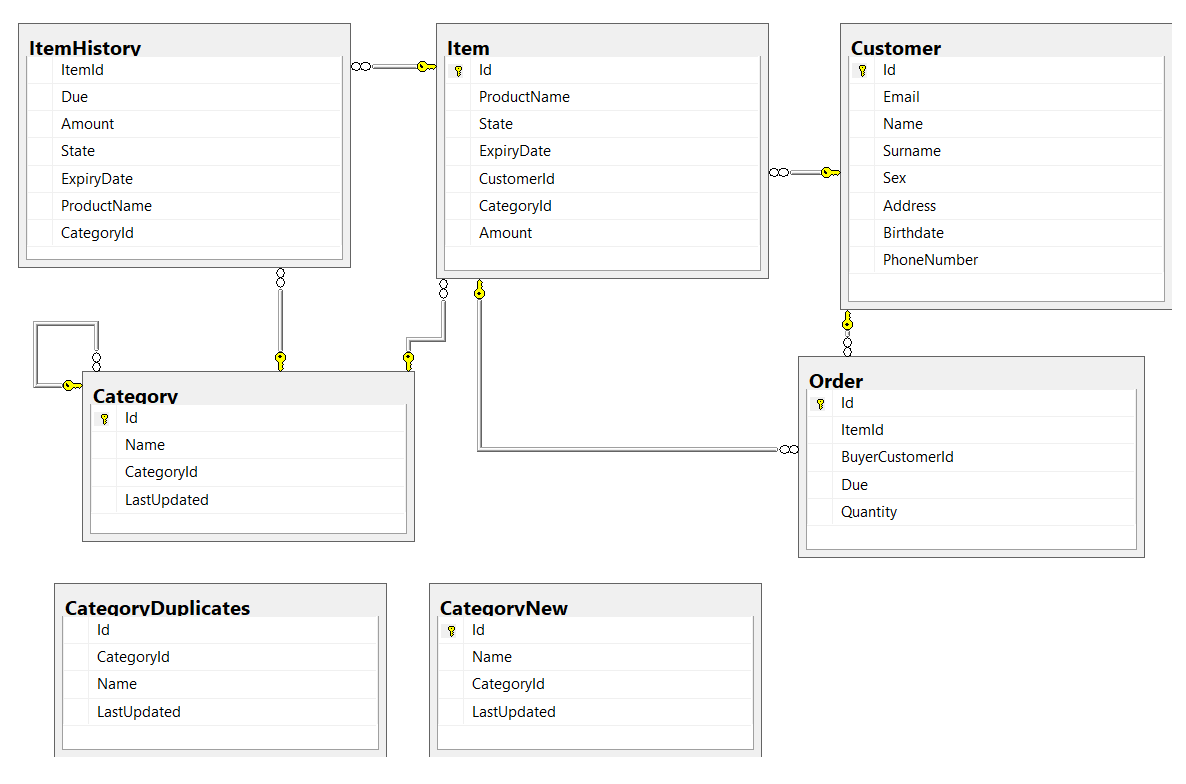 ItemHistory
ItemId
Due
Amount
State
ExpiryDate
ProductName
CategoryId
Item
Id
ProductName
State
ExpiryDate
CustomerId
CategoryId
Amount
Customer
Id
Email
Name
Surname
Sex
Address
Birthdate
PhoneNumber
Category
Id
Name
CategoryId
LastUpdated
Order
Id
ItemId
BuyerCustomerId
Due
Quantity
CategoryDuplicates
Id
CategoryId
Name
LastUpdated
CategoryNew
Id
Name
CategoryId
LastUpdated